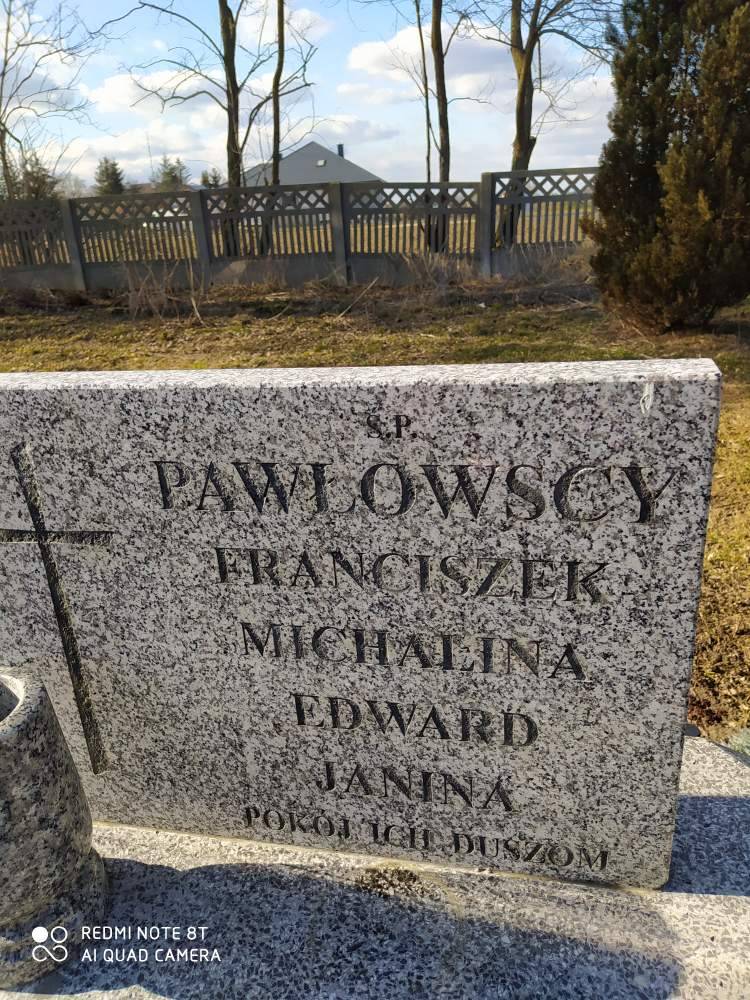 Ś.P.
PAWŁOWSCY
FRANCISZEK
MICHALINA
EDWARD
JANINA
POKÓJ ICH DUSZOM
REDMI NOTE 8T
AI QUAD CAMERA